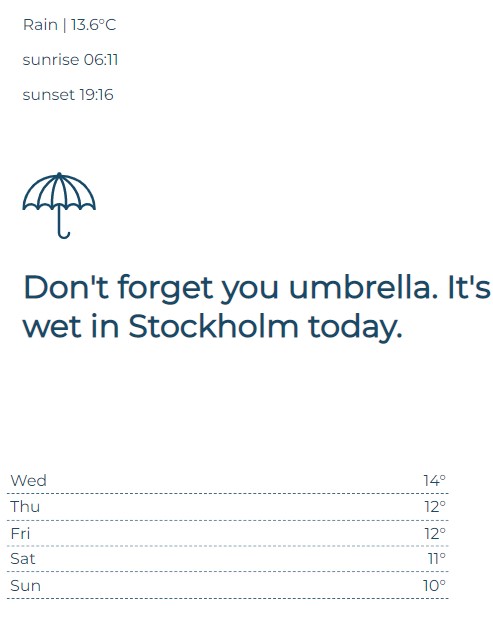 Rain | 13.6°C
sunrise 06:11
sunset 19:16
Don't forget you umbrella. It's
wet in Stockholm today.
Wed 14°
Thu 12°
Fri 12°
Sat 11°
Sun 10°